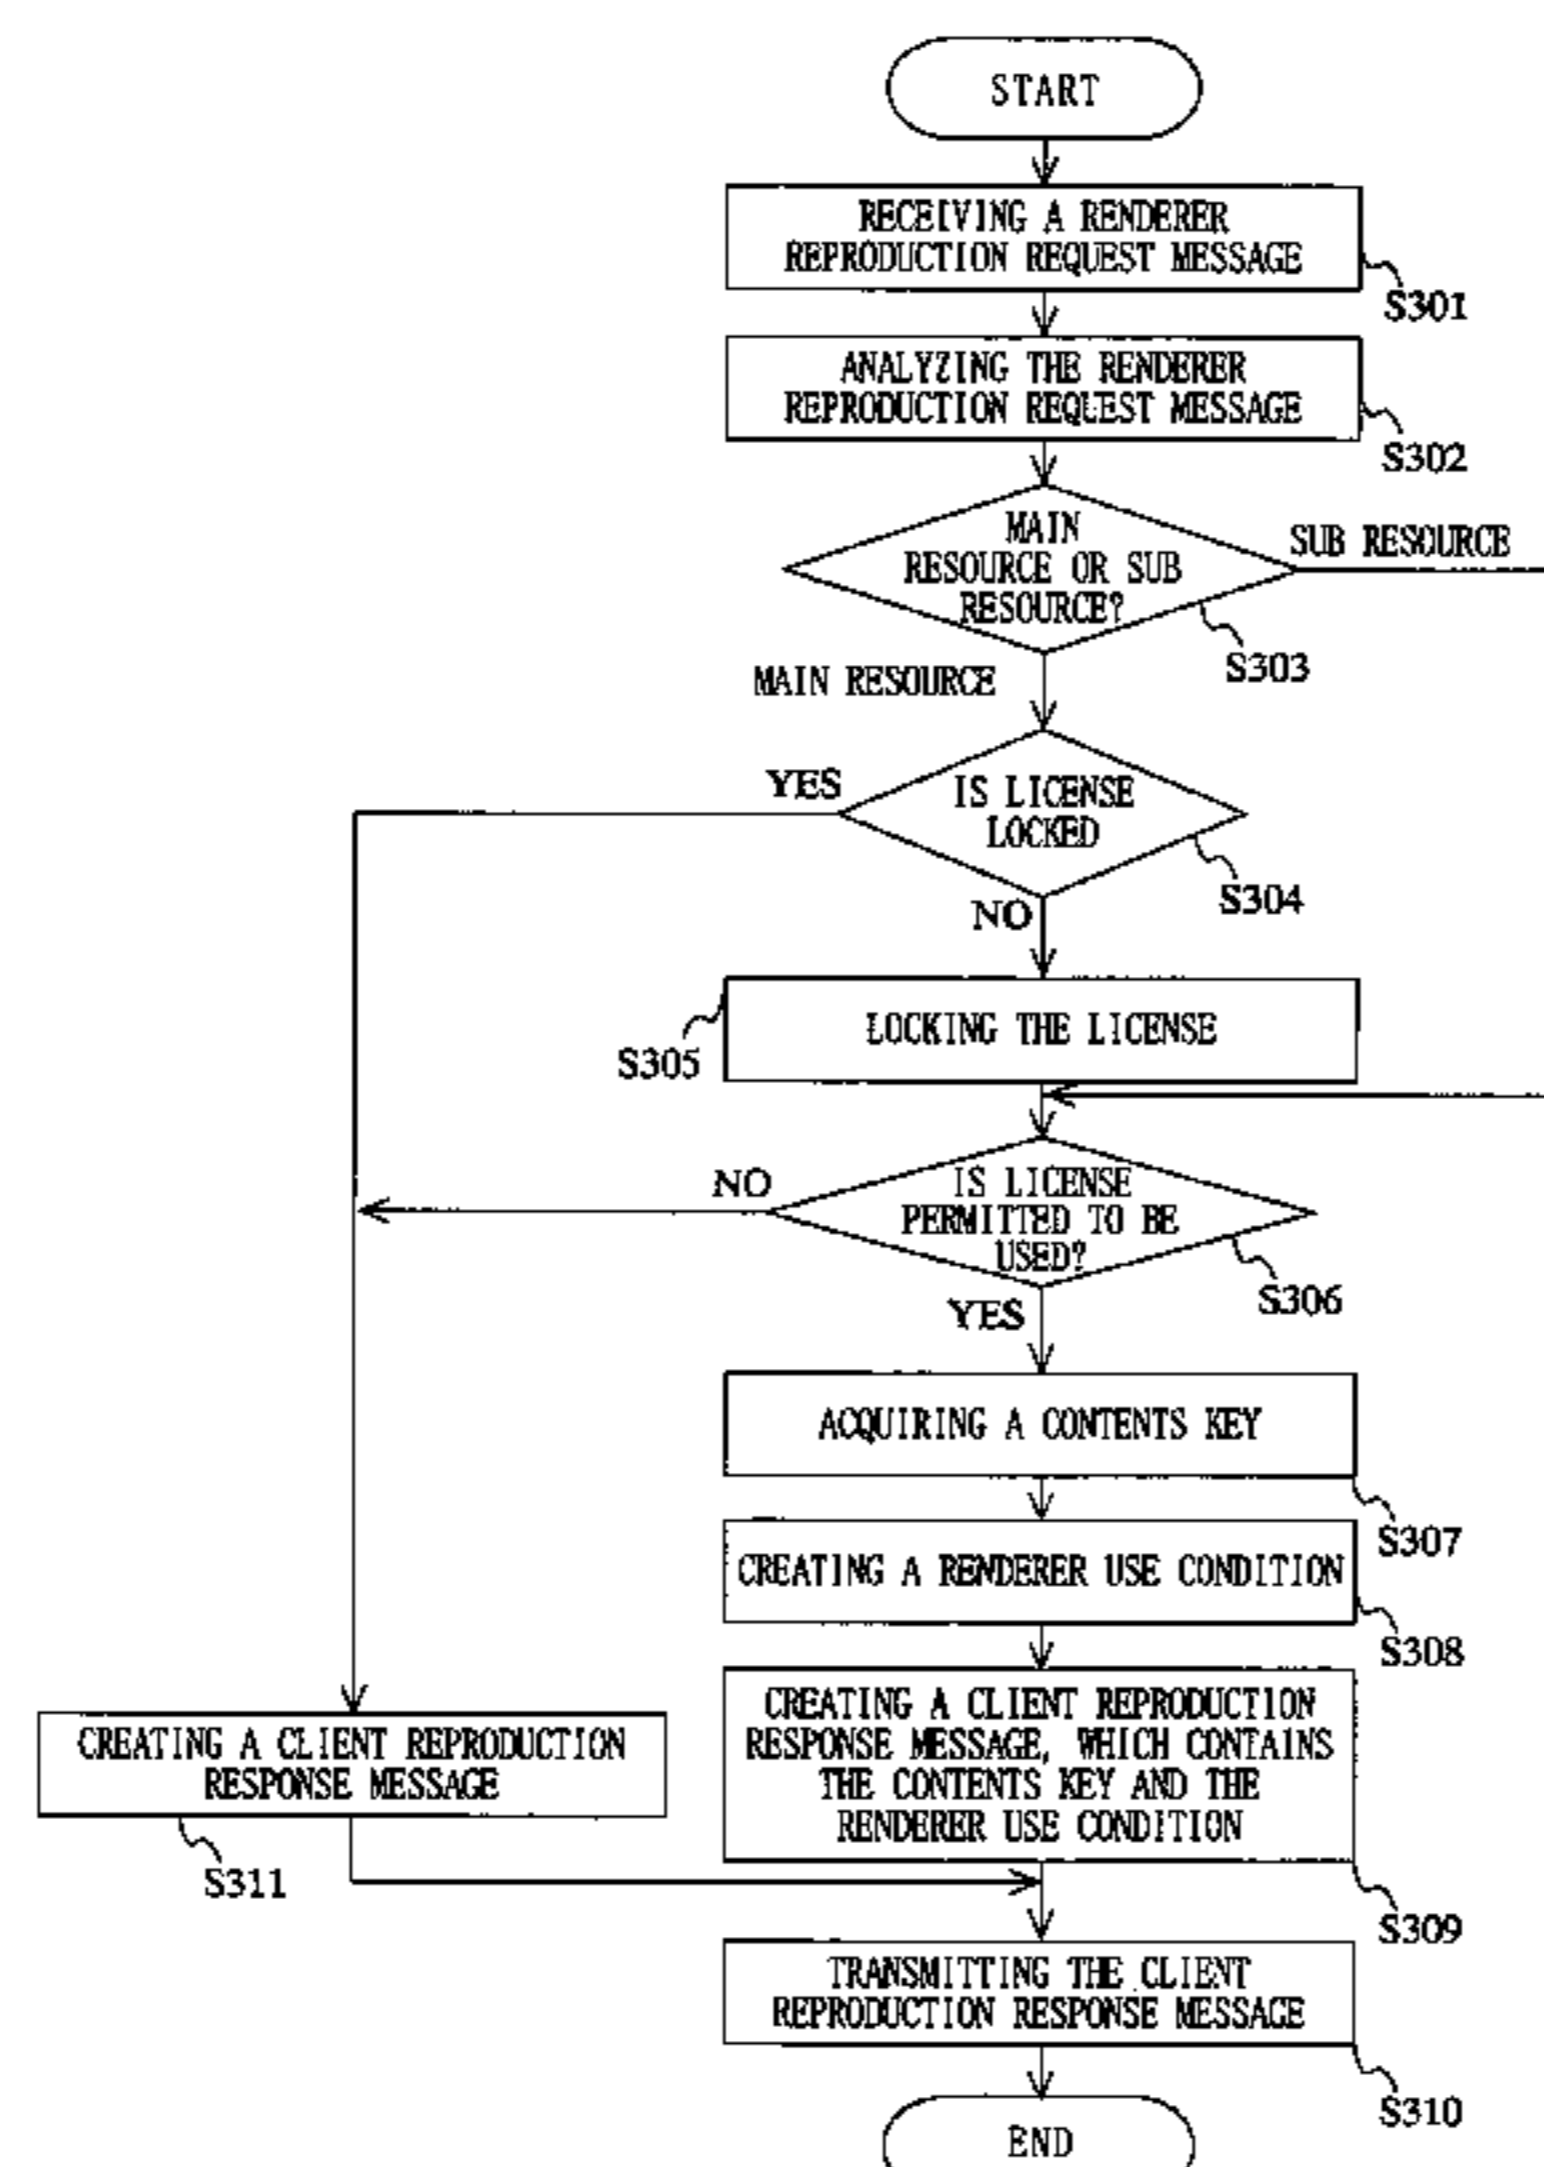 START
RECEIVING A RENDERER
REPRODUCTION REQUEST MESSAGE
S301
ANALYZING THE RENDERER
REPRODUCTION REQUEST MESSAGE
S302
MAIN
RESOURCE OR SUB
RESOURCE?
SUB RESOURCE
S303
MAIN RESOURCE
YES
IS LICENSE
LOCKED
S304
NO
LOCKING THE LICENSE
S305
NO
IS LICENSE
PERMITTED TO BE
USED?
S306
YES
ACQUIRING A CONTENTS KEY
S307
CREATING A RENDERER USE CONDITION
S308
CREATING A CLIENT REPRODUCTION
RESPONSE MESSAGE, WHICH CONTAINS
THE CONTENTS KEY AND THE
RENDERER USE CONDITION
S309
CREATING A CLIENT REPRODUCTION
RESPONSE MESSAGE
S311
TRANSMITTING THE CLIENT
REPRODUCTION RESPONSE MESSAGE
S310
END